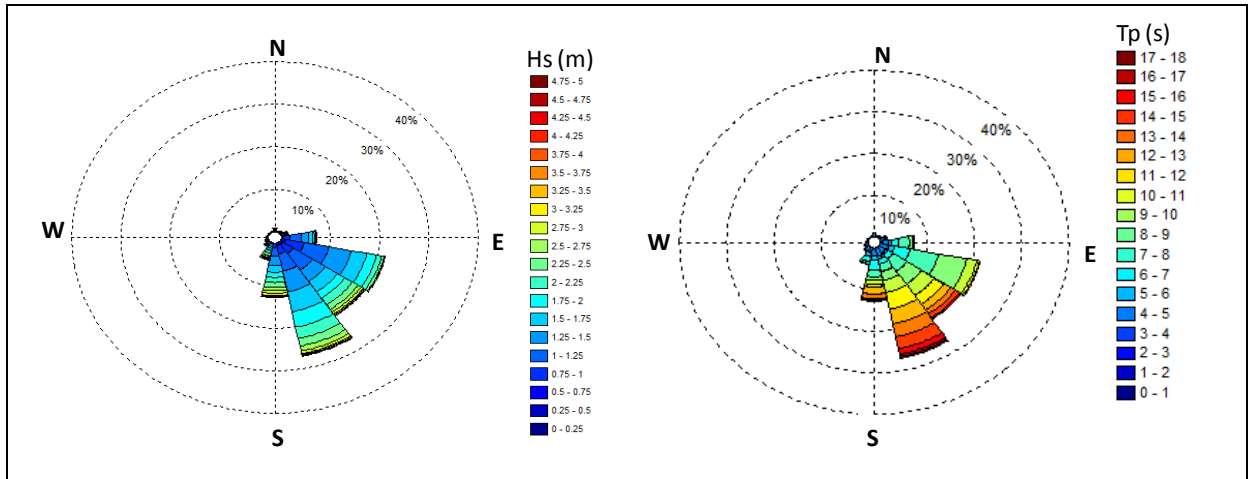 N
Hs (m)
4.75 - 5
4.5 - 4.75
4.25 - 4.5
4 - 4.25
3.75 - 4
3.5 - 3.75
3.25 - 3.5
3 - 3.25
2.75 - 3
2.5 - 2.75
2.25 - 2.5
2 - 2.25
1.75 - 2
1.5 - 1.75
1.25 - 1.5
1 - 1.25
0.75 - 1
0.5 - 0.75
0.25 - 0.5
0 - 0.25
40%
30%
20%
10%
W
E
S
N
Tp (s)
17 - 18
16 - 17
15 - 16
14 - 15
13 - 14
12 - 13
11 - 12
10 - 11
9 - 10
8 - 9
7 - 8
6 - 7
5 - 6
4 - 5
3 - 4
2 - 3
1 - 2
0 - 1
40%
30%
20%
10%
W
E
S